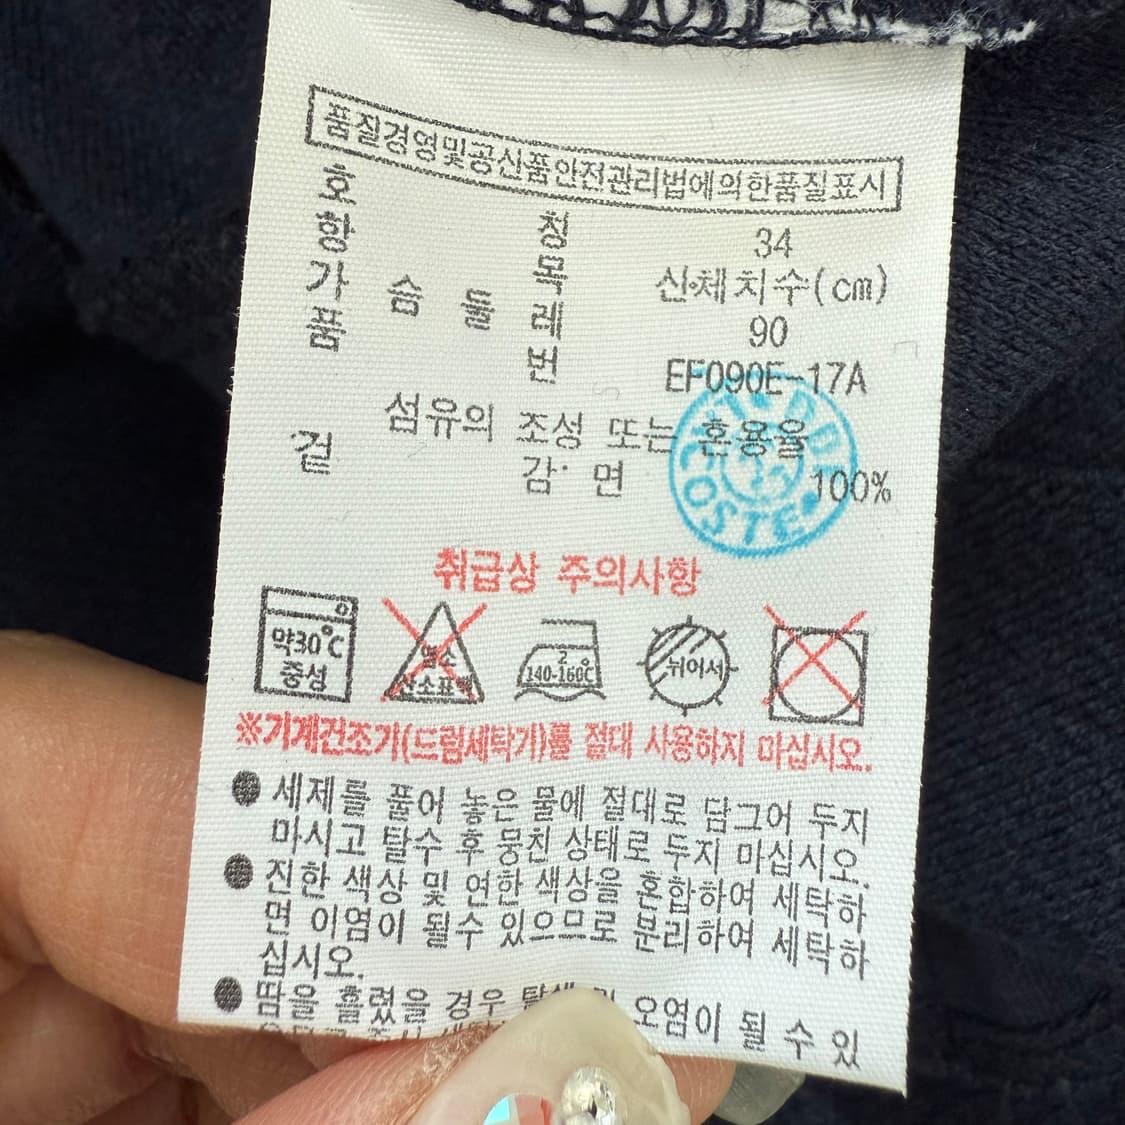 품질경영및공산품안전관리법에의한품질표시
호 칭 34
항 목 신체치수(cm)
가 슴 둘 레 90
품 번 EF090E-17A
섬유의 조성 또는 혼용율
겉 감 면 100%
COSTE
취급상 주의사항
약30℃
중성
염소
산소표백
2
140-160℃
뉘어서
※기계건조기(드럼세탁기)를 절대 사용하지 마십시오.
● 세제를 풀어 놓은 물에 절대로 담그어 두지
마시고 탈수 후 뭉친 상태로 두지 마십시오.
● 진한 색상 및 연한 색상을 혼합하여 세탁하
면 이염이 될수 있으므로 분리하여 세탁하
십시오.
● 땀을 흘렸을 경우 오염이 될 수 있